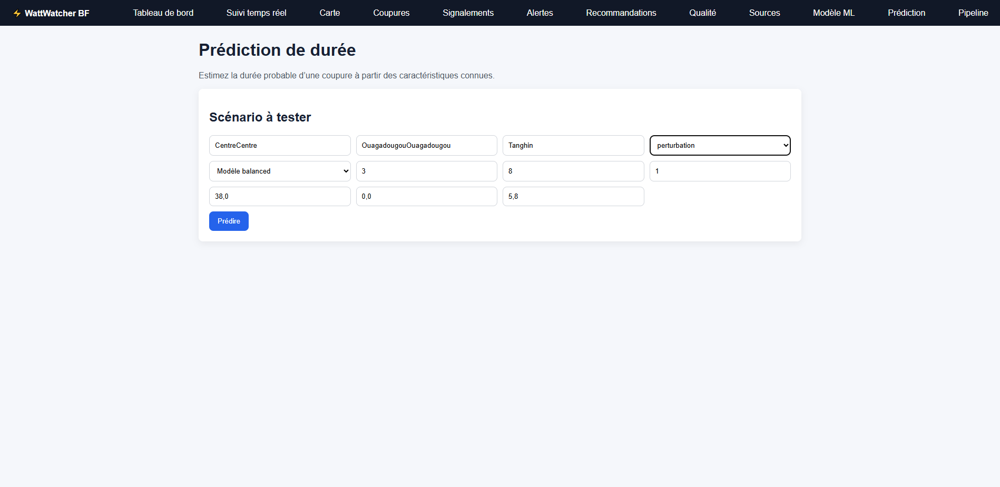 ⚡ WattWatcher BF Tableau de bord Suivi temps réel Carte Coupures Signalements Alertes Recommandations Qualité Sources Modèle ML Prédiction Pipeline
Prédiction de durée
Estimez la durée probable d’une coupure à partir des caractéristiques connues.
Scénario à tester
CentreCentre OuagadougouOuagadougou Tanghin perturbation
Modèle balanced 3 8 1
38,0 0,0 5,8
Prédire